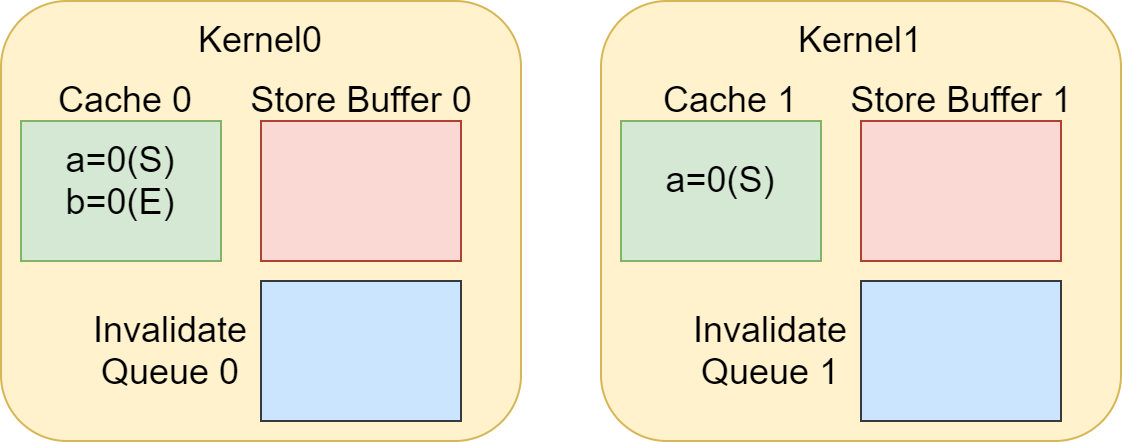 Kernel0
Cache 0
Store Buffer 0
a=0(S)
b=0(E)
Invalidate
Queue 0
Kernel1
Cache 1
Store Buffer 1
a=0(S)
Invalidate
Queue 1